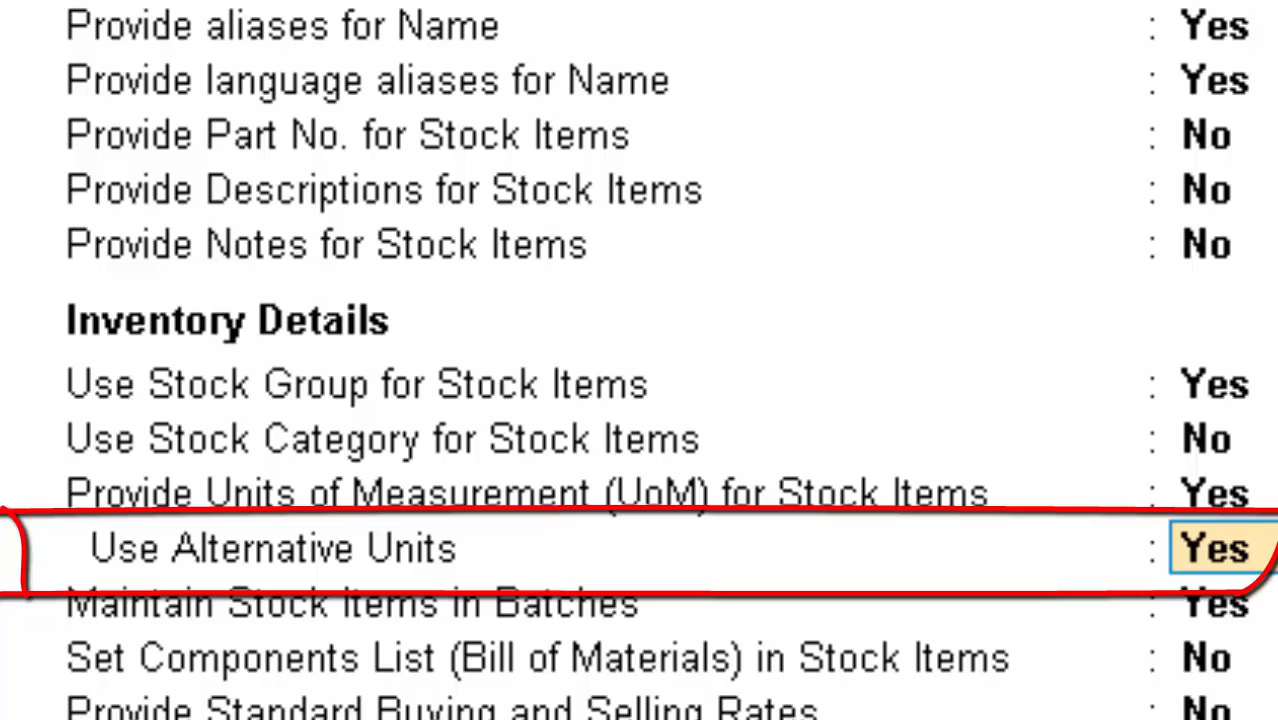 Provide aliases for Name : Yes
Provide language aliases for Name : Yes
Provide Part No. for Stock Items : No
Provide Descriptions for Stock Items : No
Provide Notes for Stock Items : No
Inventory Details
Use Stock Group for Stock Items : Yes
Use Stock Category for Stock Items : No
Provide Units of Measurement (UoM) for Stock Items : Yes
Use Alternative Units : Yes
Maintain Stock Items in Batches : Yes
Set Components List (Bill of Materials) in Stock Items : No
Provide Standard Buying and Selling Rates : No